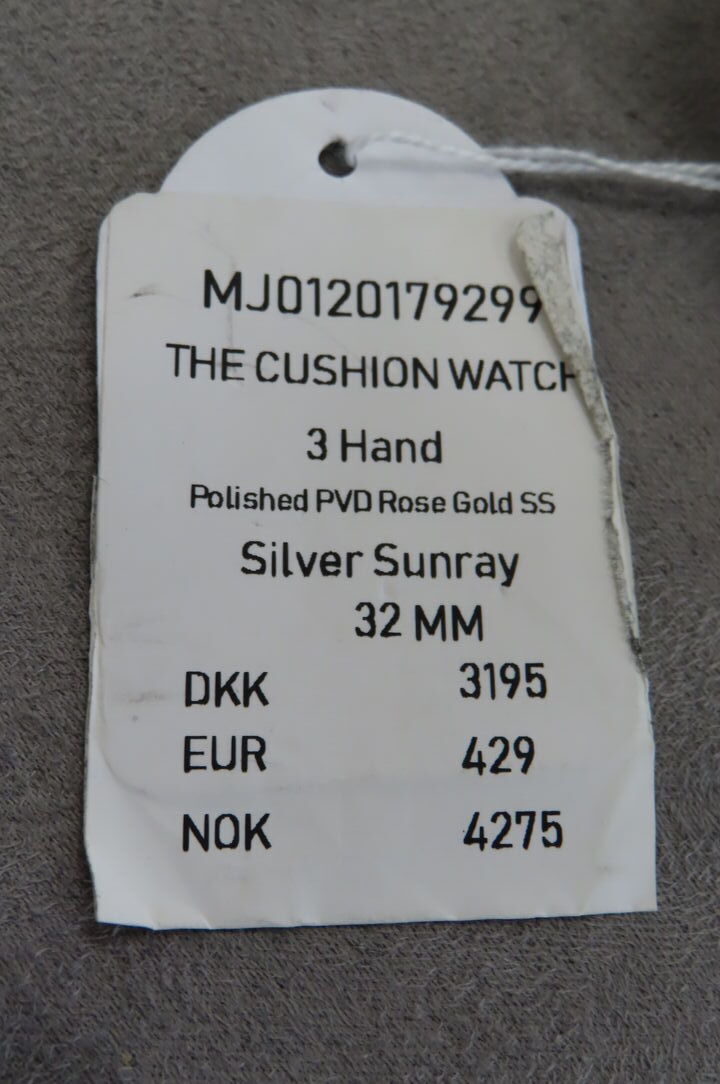 MJ0120179299
THE CUSHION WATCH
3 Hand
Polished PVD Rose Gold SS
Silver Sunray
32 MM
DKK 3195
EUR 429
NOK 4275